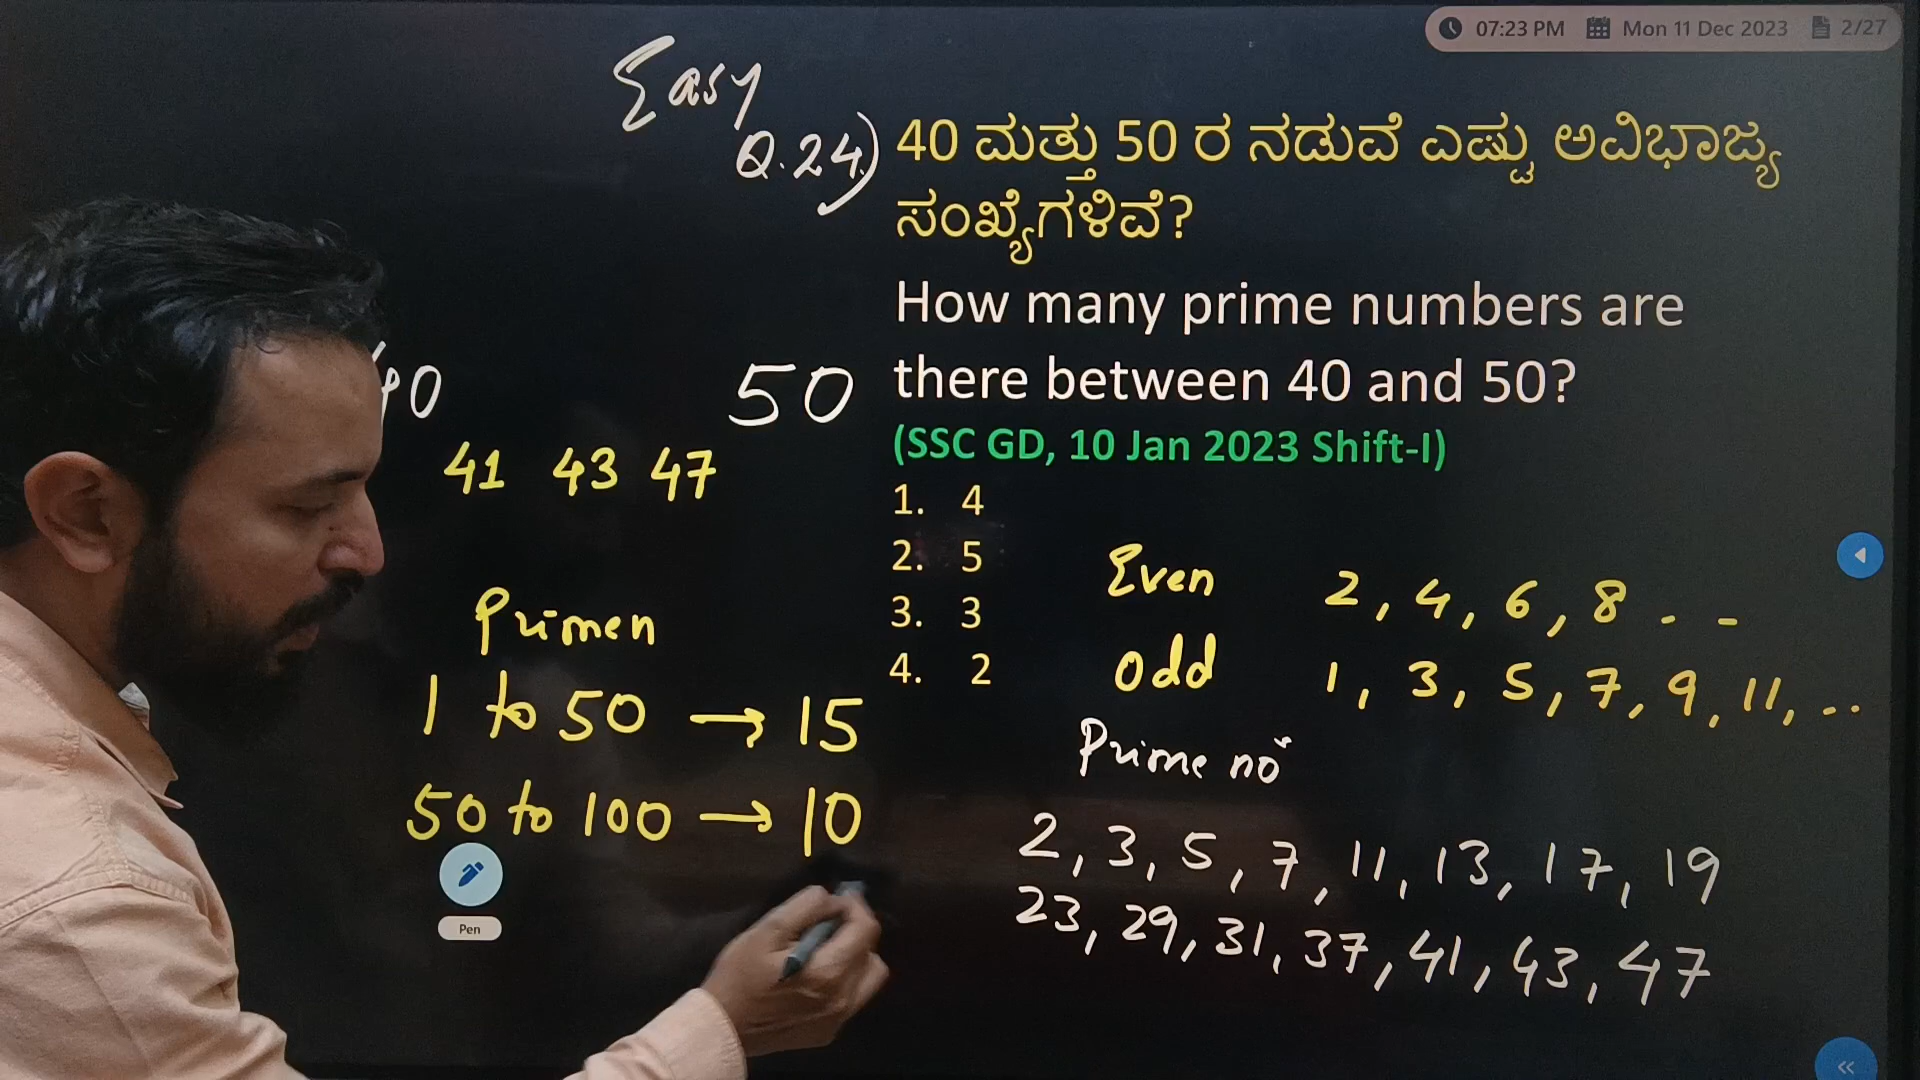 07:23 PM Mon 11 Dec 2023 2/27
Easy
Q.24)
40 ಮತ್ತು 50 ರ ನಡುವೆ ಎಷ್ಟು ಅವಿಭಾಜ್ಯ
ಸಂಖ್ಯೆಗಳಿವೆ?
How many prime numbers are
there between 40 and 50?
(SSC GD, 10 Jan 2023 Shift-I)
1. 4
2. 5
3. 3
4. 2
40 50
41 43 47
Primen
1 to 50 → 15
50 to 100 → 10
Pen
Even 2, 4, 6, 8 . - -
Odd 1, 3, 5, 7, 9, 11, ..
Prime no
2, 3, 5, 7, 11, 13, 17, 19
23, 29, 31, 37, 41, 43, 47